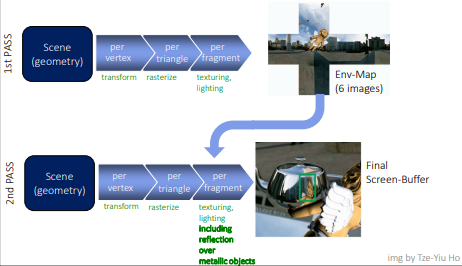 1st PASS
Scene
(geometry)
per
vertex
per
triangle
per
fragment
transform
rasterize
texturing,
lighting
Env-Map
(6 images)
2nd PASS
Scene
(geometry)
per
vertex
per
triangle
per
fragment
transform
rasterize
texturing,
lighting
including
reflection
over
metallic objects
Final
Screen-Buffer
img by Tze-Yiu Ho